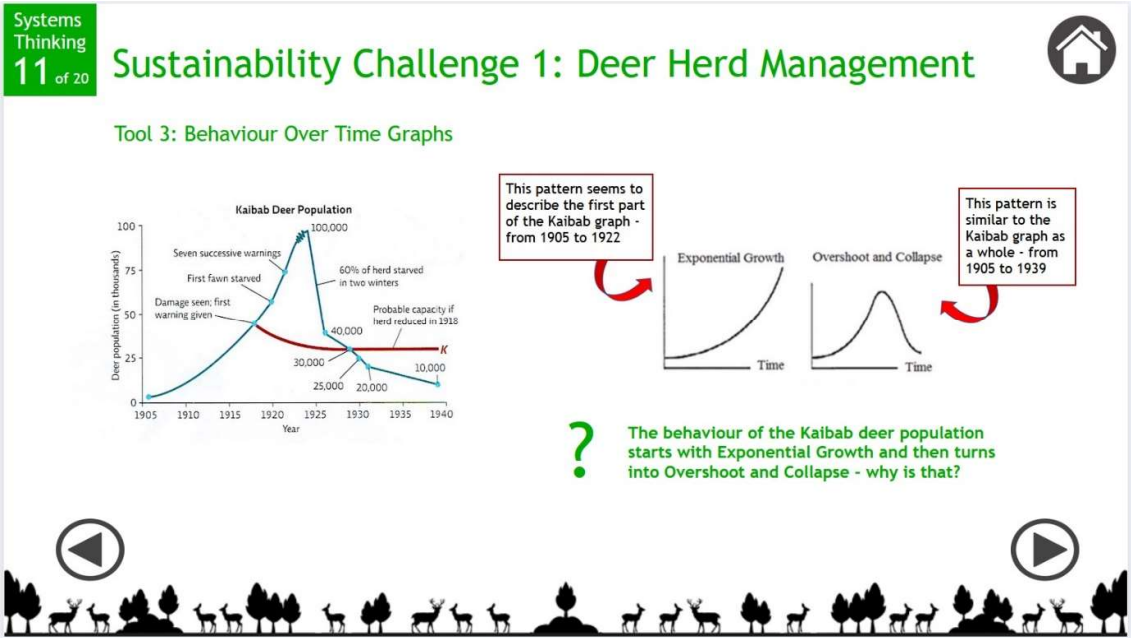 Systems
Thinking
11 of 20
Sustainability Challenge 1: Deer Herd Management
Tool 3: Behaviour Over Time Graphs
Kaibab Deer Population
Deer population (in thousands)
100
75
50
25
0
1905
1910
1915
1920
1925
1930
1935
1940
Year
100,000
Seven successive warnings
First fawn starved
Damage seen; first
warning given
60% of herd starved
in two winters
Probable capacity if
herd reduced in 1918
40,000
K
30,000
25,000
20,000
10,000
This pattern seems to
describe the first part
of the Kaibab graph -
from 1905 to 1922
Exponential Growth
Time
Overshoot and Collapse
Time
This pattern is
similar to the
Kaibab graph as
a whole - from
1905 to 1939
?
The behaviour of the Kaibab deer population
starts with Exponential Growth and then turns
into Overshoot and Collapse - why is that?